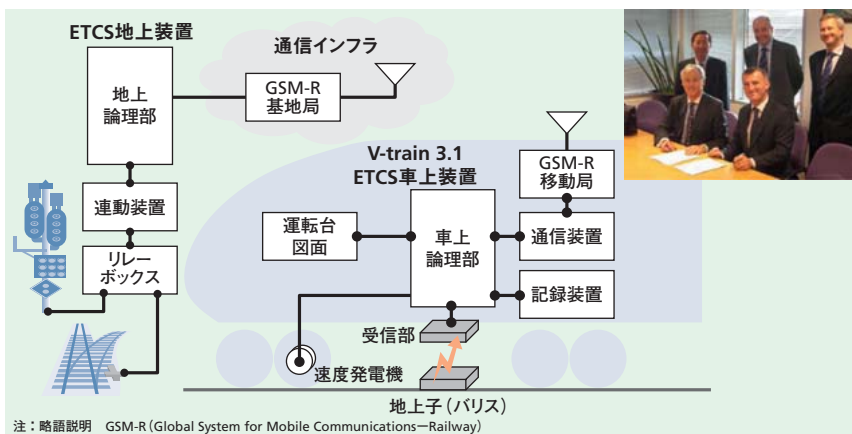 ETCS地上装置
地上
論理部
通信インフラ
GSM-R
基地局
連動装置
リレー
ボックス
V-train 3.1
ETCS車上装置
GSM-R
移動局
運転台
図面
車上
論理部
通信装置
記録装置
受信部
速度発電機
地上子（バリス）
注：略語説明　GSM-R（Global System for Mobile Communications－Railway）